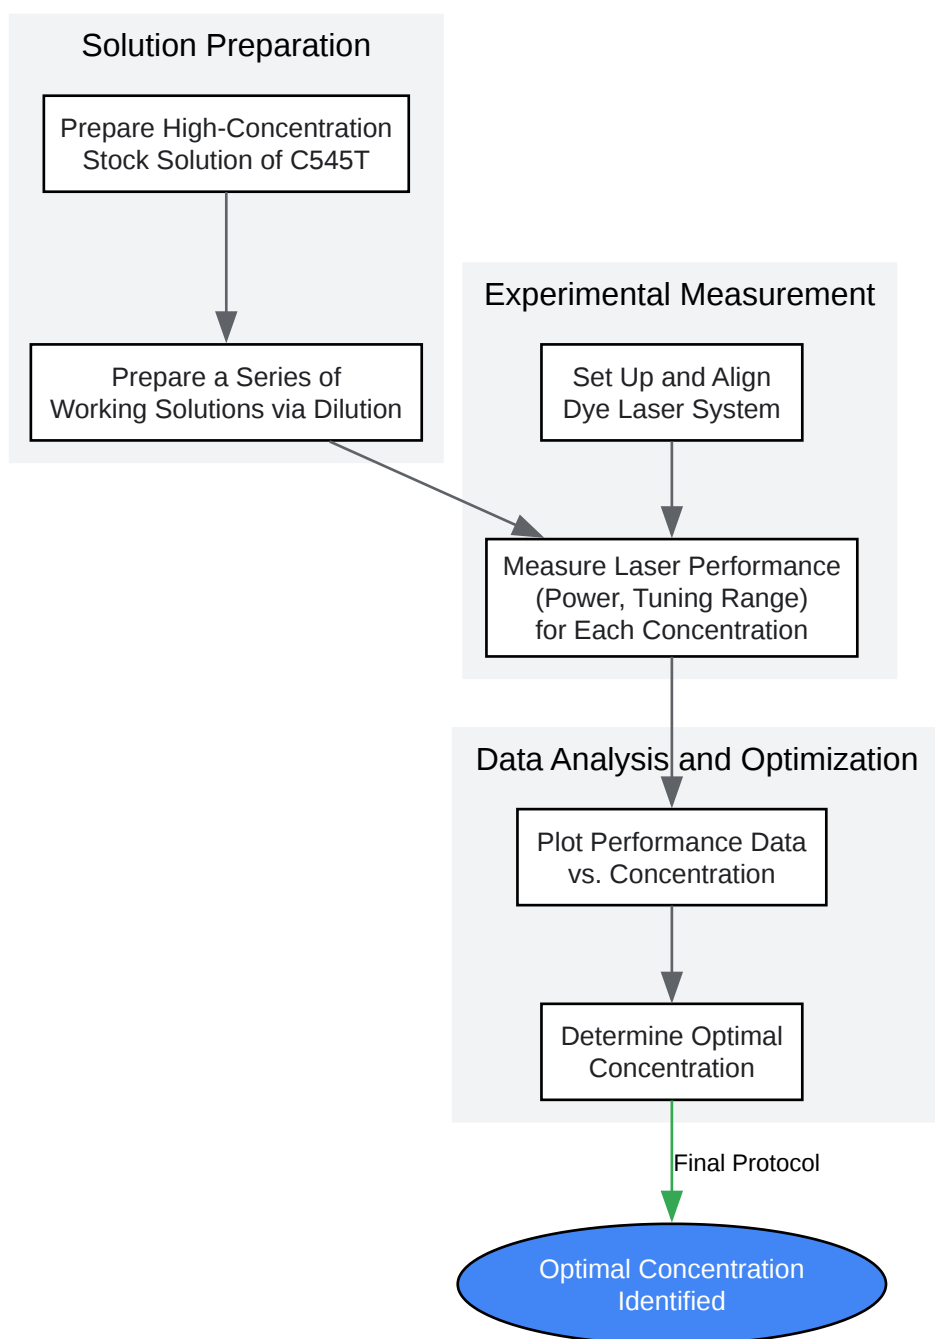 Solution Preparation
Prepare High-Concentration
Stock Solution of C545T
Prepare a Series of
Working Solutions via Dilution
Experimental Measurement
Set Up and Align
Dye Laser System
Measure Laser Performance
(Power, Tuning Range)
for Each Concentration
Data Analysis and Optimization
Plot Performance Data
vs. Concentration
Determine Optimal
Concentration
Final Protocol
Optimal Concentration
Identified